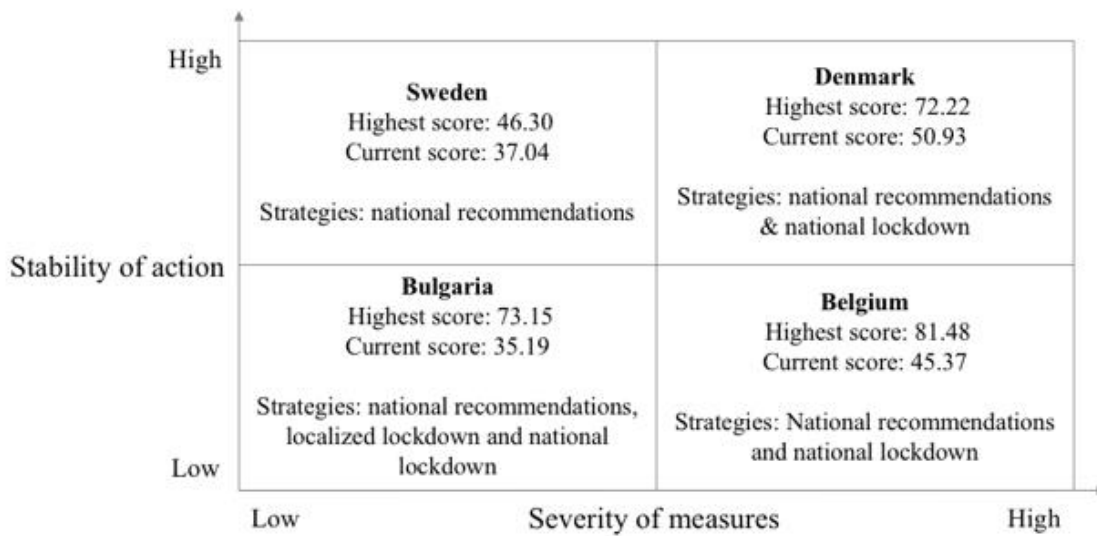 High
Sweden
Highest score: 46.30
Current score: 37.04
Strategies: national recommendations
Denmark
Highest score: 72.22
Current score: 50.93
Strategies: national recommendations
& national lockdown
Stability of action
Bulgaria
Highest score: 73.15
Current score: 35.19
Strategies: national recommendations,
localized lockdown and national
lockdown
Belgium
Highest score: 81.48
Current score: 45.37
Strategies: National recommendations
and national lockdown
Low
Low
Severity of measures
High